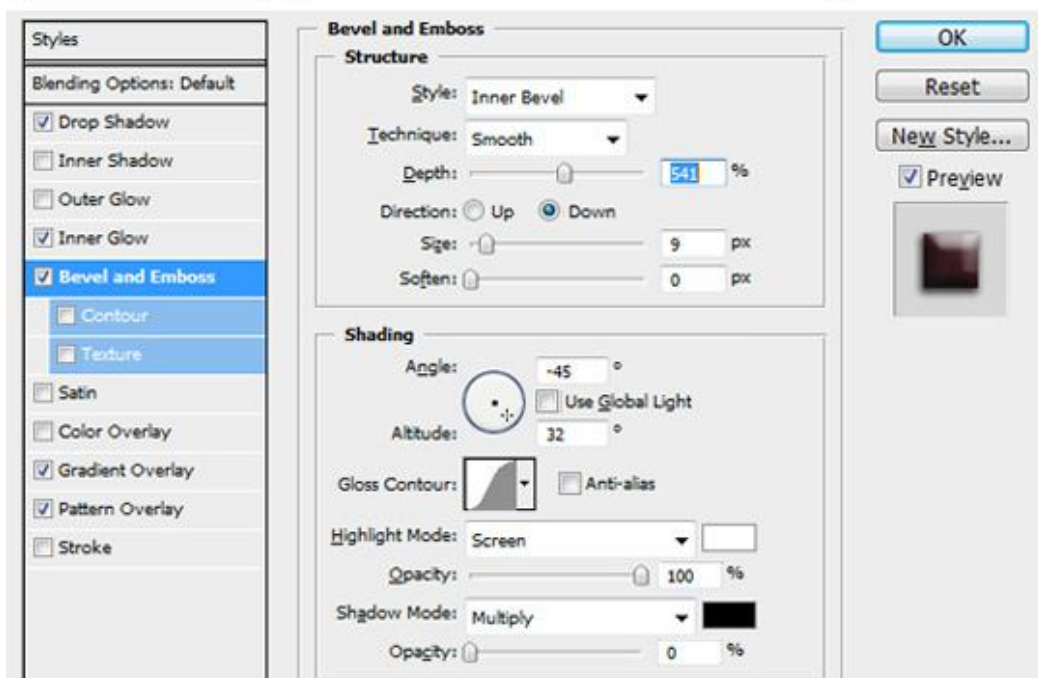 Styles
Blending Options: Default
Drop Shadow
Inner Shadow
Outer Glow
Inner Glow
Bevel and Emboss
Contour
Texture
Satin
Color Overlay
Gradient Overlay
Pattern Overlay
Stroke
Bevel and Emboss
Structure
Style: Inner Bevel
Technique: Smooth
Depth: 541 %
Direction: Up Down
Size: 9 px
Soften: 0 px
Shading
Angle: -45 °
Use Global Light
Altitude: 32 °
Gloss Contour: Anti-alias
Highlight Mode: Screen
Opacity: 100 %
Shadow Mode: Multiply
Opacity: 0 %
OK
Reset
New Style...
Preview